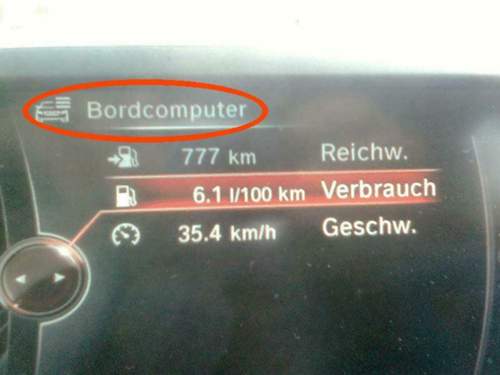 Bordcomputer
777 km Reichw.
6.1 l/100 km Verbrauch
35.4 km/h Geschw.